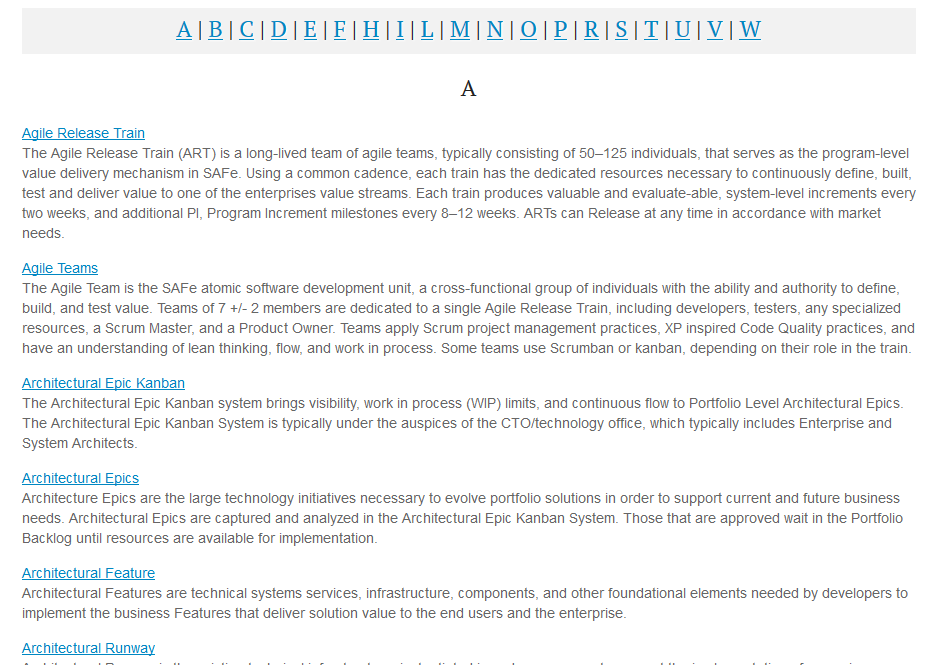 A | B | C | D | E | F | H | I | L | M | N | O | P | R | S | T | U | V | W
A
Agile Release Train
The Agile Release Train (ART) is a long-lived team of agile teams, typically consisting of 50–125 individuals, that serves as the program-level
value delivery mechanism in SAFe. Using a common cadence, each train has the dedicated resources necessary to continuously define, built,
test and deliver value to one of the enterprises value streams. Each train produces valuable and evaluate-able, system-level increments every
two weeks, and additional PI, Program Increment milestones every 8–12 weeks. ARTs can Release at any time in accordance with market
needs.
Agile Teams
The Agile Team is the SAFe atomic software development unit, a cross-functional group of individuals with the ability and authority to define,
build, and test value. Teams of 7 +/- 2 members are dedicated to a single Agile Release Train, including developers, testers, any specialized
resources, a Scrum Master, and a Product Owner. Teams apply Scrum project management practices, XP inspired Code Quality practices, and
have an understanding of lean thinking, flow, and work in process. Some teams use Scrumban or kanban, depending on their role in the train.
Architectural Epic Kanban
The Architectural Epic Kanban system brings visibility, work in process (WIP) limits, and continuous flow to Portfolio Level Architectural Epics.
The Architectural Epic Kanban System is typically under the auspices of the CTO/technology office, which typically includes Enterprise and
System Architects.
Architectural Epics
Architecture Epics are the large technology initiatives necessary to evolve portfolio solutions in order to support current and future business
needs. Architectural Epics are captured and analyzed in the Architectural Epic Kanban System. Those that are approved wait in the Portfolio
Backlog until resources are available for implementation.
Architectural Feature
Architectural Features are technical systems services, infrastructure, components, and other foundational elements needed by developers to
implement the business Features that deliver solution value to the end users and the enterprise.
Architectural Runway